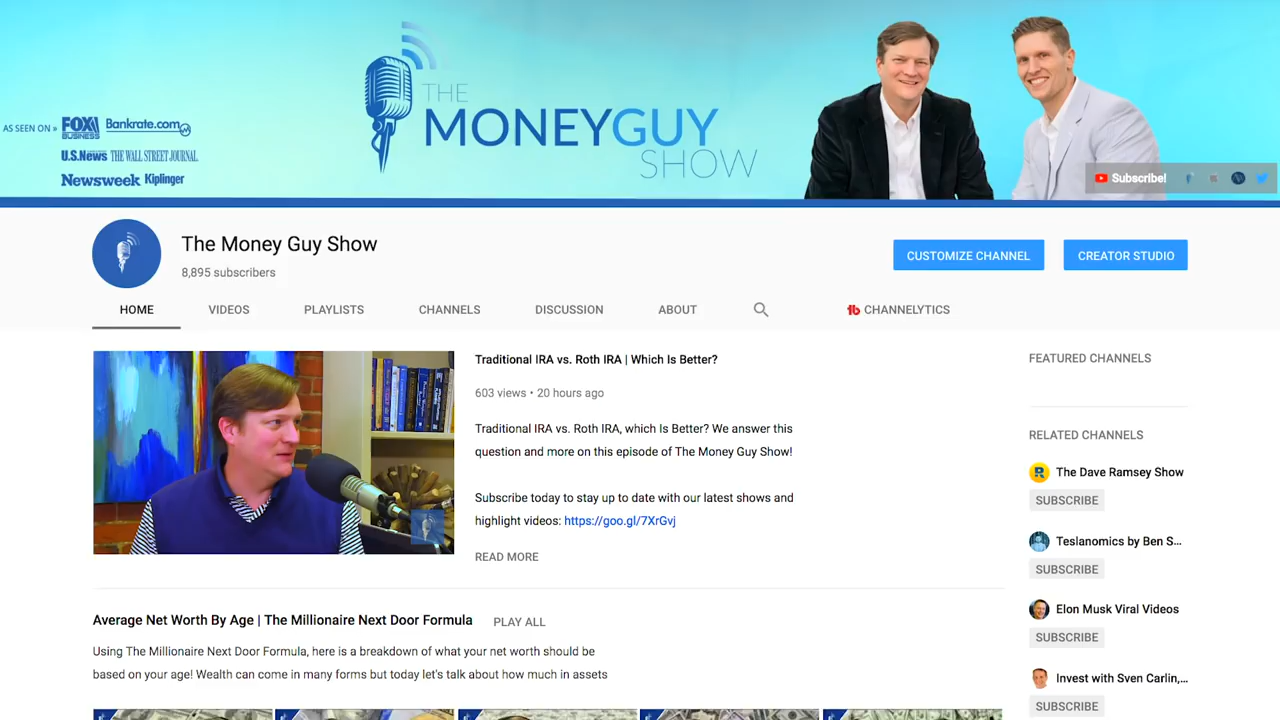 THE
MONEYGUY
SHOW
AS SEEN ON »
FOX
BUSINESS
Bankrate.com
U.S.News THE WALL STREET JOURNAL
Newsweek Kiplinger
Subscribe!
The Money Guy Show
8,895 subscribers
CUSTOMIZE CHANNEL
CREATOR STUDIO
HOME
VIDEOS
PLAYLISTS
CHANNELS
DISCUSSION
ABOUT
tb CHANNELYTICS
Traditional IRA vs. Roth IRA | Which Is Better?
603 views • 20 hours ago
Traditional IRA vs. Roth IRA, which Is Better? We answer this
question and more on this episode of The Money Guy Show!
Subscribe today to stay up to date with our latest shows and
highlight videos: https://goo.gl/7XrGvj
READ MORE
Average Net Worth By Age | The Millionaire Next Door Formula
PLAY ALL
Using The Millionaire Next Door Formula, here is a breakdown of what your net worth should be
based on your age! Wealth can come in many forms but today let's talk about how much in assets
FEATURED CHANNELS
RELATED CHANNELS
The Dave Ramsey Show
SUBSCRIBE
Teslanomics by Ben S...
SUBSCRIBE
Elon Musk Viral Videos
SUBSCRIBE
Invest with Sven Carlin,...
SUBSCRIBE